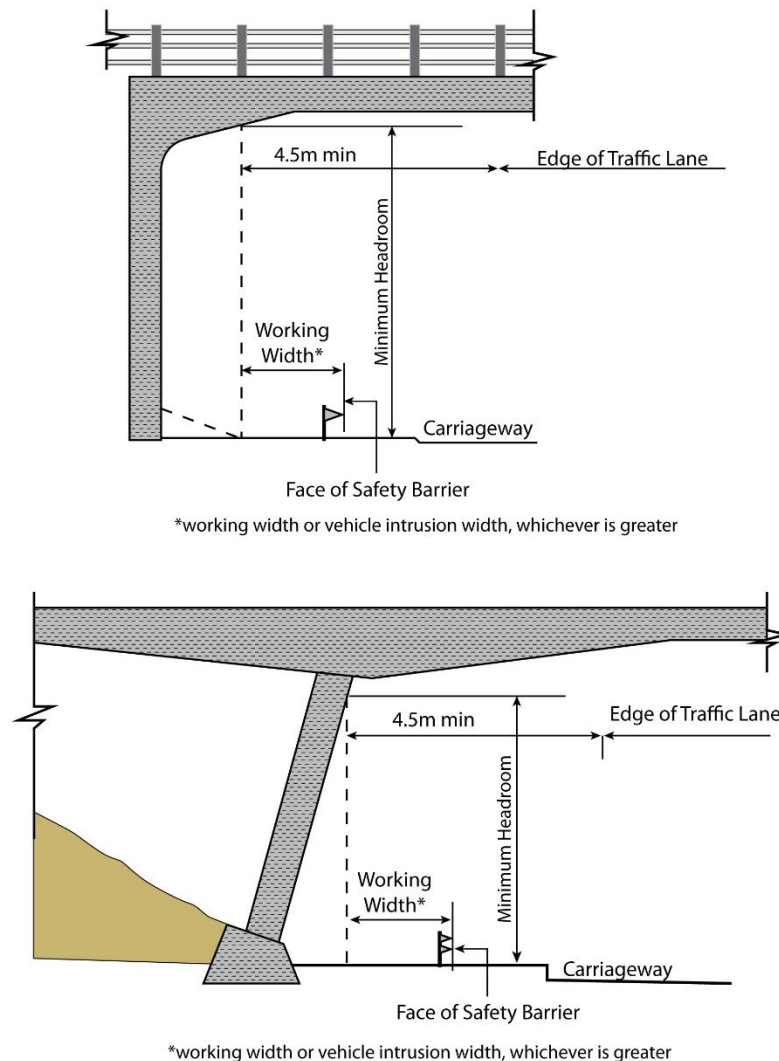 4.5m min
Edge of Traffic Lane
Minimum Headroom
Working
Width*
Carriageway
Face of Safety Barrier
*working width or vehicle intrusion width, whichever is greater
4.5m min
Edge of Traffic Lane
Minimum Headroom
Working
Width*
Carriageway
Face of Safety Barrier
*working width or vehicle intrusion width, whichever is greater